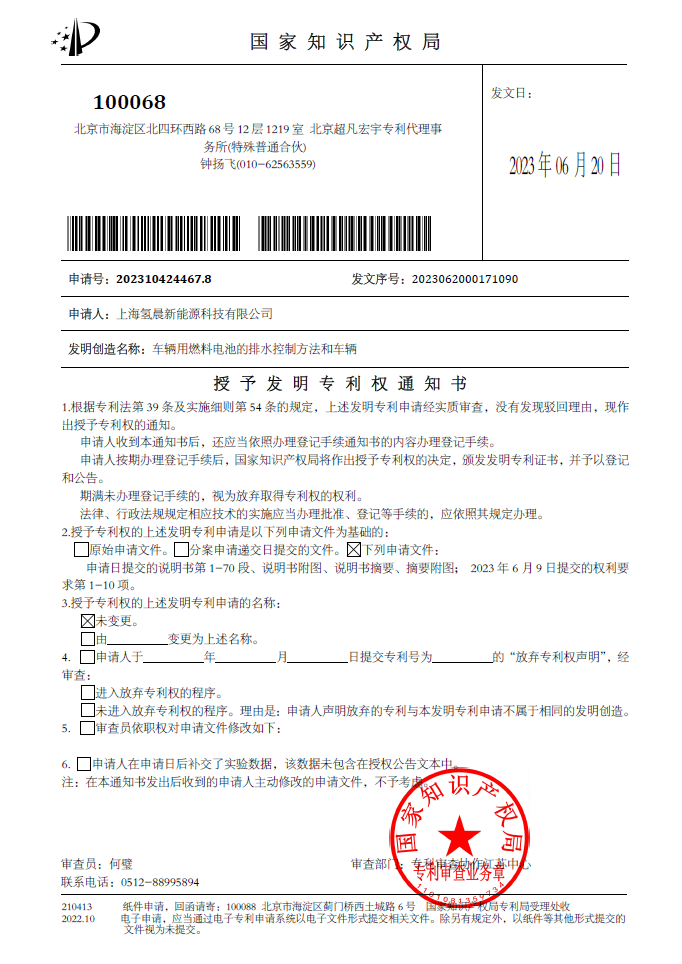 国家知识产权局
100068
发文日：
北京市海淀区北四环西路 68 号 12 层 1219 室 北京超凡宏宇专利代理事
务所(特殊普通合伙)
钟扬飞(010-62563559)
2023 年 06 月 20 日
申请号：202310424467.8 发文序号：2023062000171090
申请人：上海氢晨新能源科技有限公司
发明创造名称：车辆用燃料电池的排水控制方法和车辆
授予发明专利权通知书
1.根据专利法第 39 条及实施细则第 54 条的规定，上述发明专利申请经实质审查，没有发现驳回理由，现作
出授予专利权的通知。
申请人收到本通知书后，还应当依照办理登记手续通知书的内容办理登记手续。
申请人按期办理登记手续后，国家知识产权局将作出授予专利权的决定，颁发发明专利证书，并予以登记
和公告。
期满未办理登记手续的，视为放弃取得专利权的权利。
法律、行政法规规定相应技术的实施应当办理批准、登记等手续的，应依照其规定办理。
2.授予专利权的上述发明专利申请是以下列申请文件为基础的：
□原始申请文件。□分案申请递交日提交的文件。☒下列申请文件：
申请日提交的说明书第 1-70 段、说明书附图、说明书摘要、摘要附图； 2023 年 6 月 9 日提交的权利要
求第 1-10 项。
3.授予专利权的上述发明专利申请的名称：
☒未变更。
□由________变更为上述名称。
4. □申请人于________年________月________日提交专利号为________的“放弃专利权声明”，经
审查：
□进入放弃专利权的程序。
□未进入放弃专利权的程序。理由是：申请人声明放弃的专利与本发明专利申请不属于相同的发明创造。
5. □审查员依职权对申请文件修改如下：
6. □申请人在申请日后补交了实验数据，该数据未包含在授权公告文本中。
注：在本通知书发出后收到的申请人主动修改的申请文件，不予考虑。
国家知识产权局
审查员：何璧 审查部门：专利审查协作江苏中心
专利审查业务章
联系电话：0512-88995894
210413 纸件申请，回函请寄：100088 北京市海淀区蓟门桥西土城路 6 号 国家知识产权局专利局受理处收
2022.10 电子申请，应当通过电子专利申请系统以电子文件形式提交相关文件。除另有规定外，以纸件等其他形式提交的
文件视为未提交。